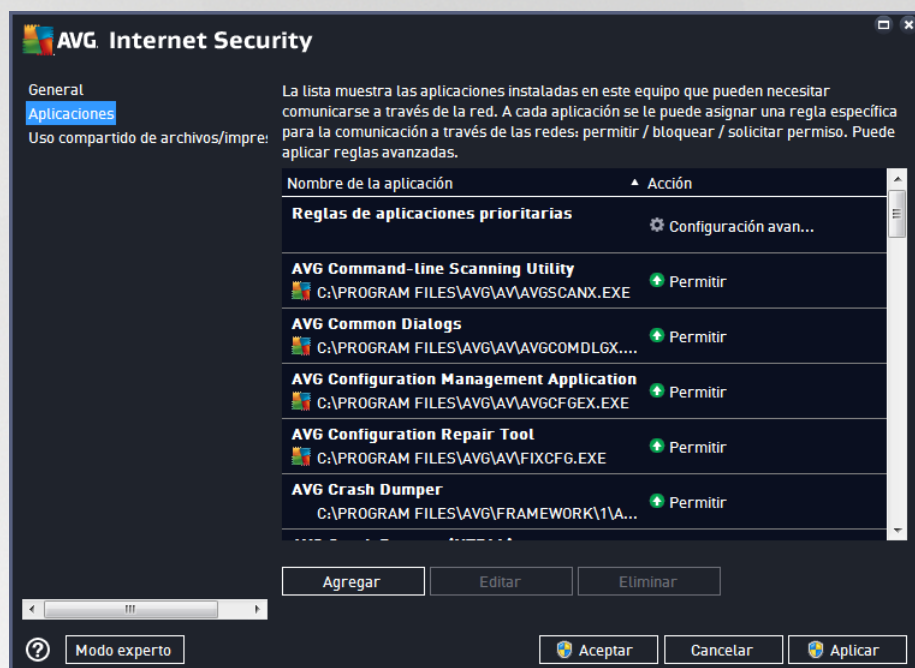 AVG Internet Security
General
Aplicaciones
Uso compartido de archivos/impre
La lista muestra las aplicaciones instaladas en este equipo que pueden necesitar
comunicarse a través de la red. A cada aplicación se le puede asignar una regla específica
para la comunicación a través de las redes: permitir / bloquear / solicitar permiso. Puede
aplicar reglas avanzadas.
Nombre de la aplicación Acción
Reglas de aplicaciones prioritarias
Configuración avan...
AVG Command-line Scanning Utility
C:\PROGRAM FILES\AVG\AV\AVGSCANX.EXE
Permitir
AVG Common Dialogs
C:\PROGRAM FILES\AVG\AV\AVGCOMDLGX....
Permitir
AVG Configuration Management Application
C:\PROGRAM FILES\AVG\AV\AVGCFGEX.EXE
Permitir
AVG Configuration Repair Tool
C:\PROGRAM FILES\AVG\AV\FIXCFG.EXE
Permitir
AVG Crash Dumper
C:\PROGRAM FILES\AVG\FRAMEWORK\1\A...
Permitir
Agregar Editar Eliminar
? Modo experto Aceptar Cancelar Aplicar